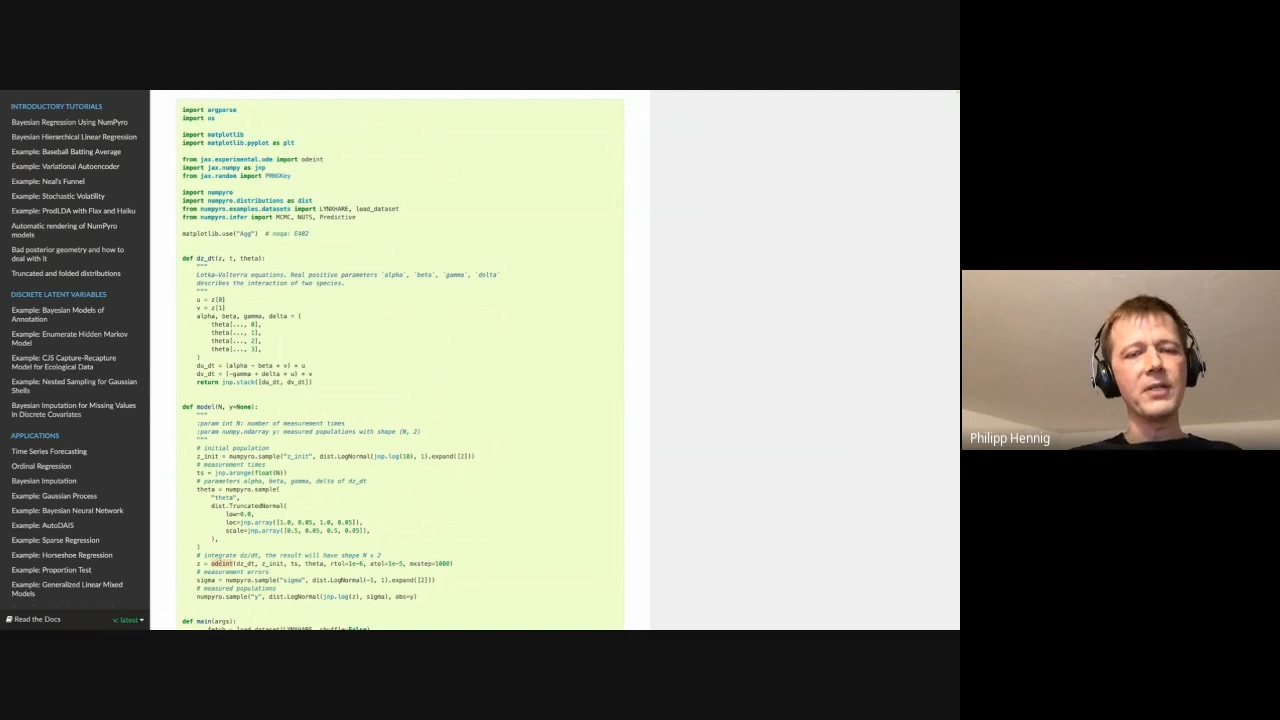 INTRODUCTORY TUTORIALS
Bayesian Regression Using NumPyro
Bayesian Hierarchical Linear Regression
Example: Baseball Batting Average
Example: Variational Autoencoder
Example: Neal's Funnel
Example: Stochastic Volatility
Example: ProdLDA with Flax and Haiku
Automatic rendering of NumPyro
models
Bad posterior geometry and how to
deal with it
Truncated and folded distributions
DISCRETE LATENT VARIABLES
Example: Bayesian Models of
Annotation
Example: Enumerate Hidden Markov
Model
Example: CJS Capture-Recapture
Model for Ecological Data
Example: Nested Sampling for Gaussian
Shells
Bayesian Imputation for Missing Values
in Discrete Covariates
APPLICATIONS
Time Series Forecasting
Ordinal Regression
Bayesian Imputation
Example: Gaussian Process
Example: Bayesian Neural Network
Example: AutoDAIS
Example: Sparse Regression
Example: Horseshoe Regression
Example: Proportion Test
Example: Generalized Linear Mixed
Models
Read the Docs
v: latest
import argparse
import os
import matplotlib
import matplotlib.pyplot as plt
from jax.experimental.ode import odeint
import jax.numpy as jnp
from jax.random import PRNGKey
import numpyro
import numpyro.distributions as dist
from numpyro.examples.datasets import LYNXHARE, load_dataset
from numpyro.infer import MCMC, NUTS, Predictive
matplotlib.use("Agg")  # noqa: E402
def dz_dt(z, t, theta):
"""
Lotka–Volterra equations. Real positive parameters `alpha`, `beta`, `gamma`, `delta`
describes the interaction of two species.
"""
u = z[0]
v = z[1]
alpha, beta, gamma, delta = (
theta[..., 0],
theta[..., 1],
theta[..., 2],
theta[..., 3],
)
du_dt = (alpha - beta * v) * u
dv_dt = (-gamma + delta * u) * v
return jnp.stack([du_dt, dv_dt])
def model(N, y=None):
"""
:param int N: number of measurement times
:param numpy.ndarray y: measured populations with shape (N, 2)
"""
# initial population
z_init = numpyro.sample("z_init", dist.LogNormal(jnp.log(10), 1).expand([2]))
# measurement times
ts = jnp.arange(float(N))
# parameters alpha, beta, gamma, delta of dz_dt
theta = numpyro.sample(
"theta",
dist.TruncatedNormal(
low=0.0,
loc=jnp.array([1.0, 0.05, 1.0, 0.05]),
scale=jnp.array([0.5, 0.05, 0.5, 0.05]),
),
)
# integrate dz/dt, the result will have shape N x 2
z = odeint(dz_dt, z_init, ts, theta, rtol=1e-6, atol=1e-5, mxstep=1000)
# measurement errors
sigma = numpyro.sample("sigma", dist.LogNormal(-1, 1).expand([2]))
# measured populations
numpyro.sample("y", dist.LogNormal(jnp.log(z), sigma), obs=y)
def main(args):
Philipp Hennig